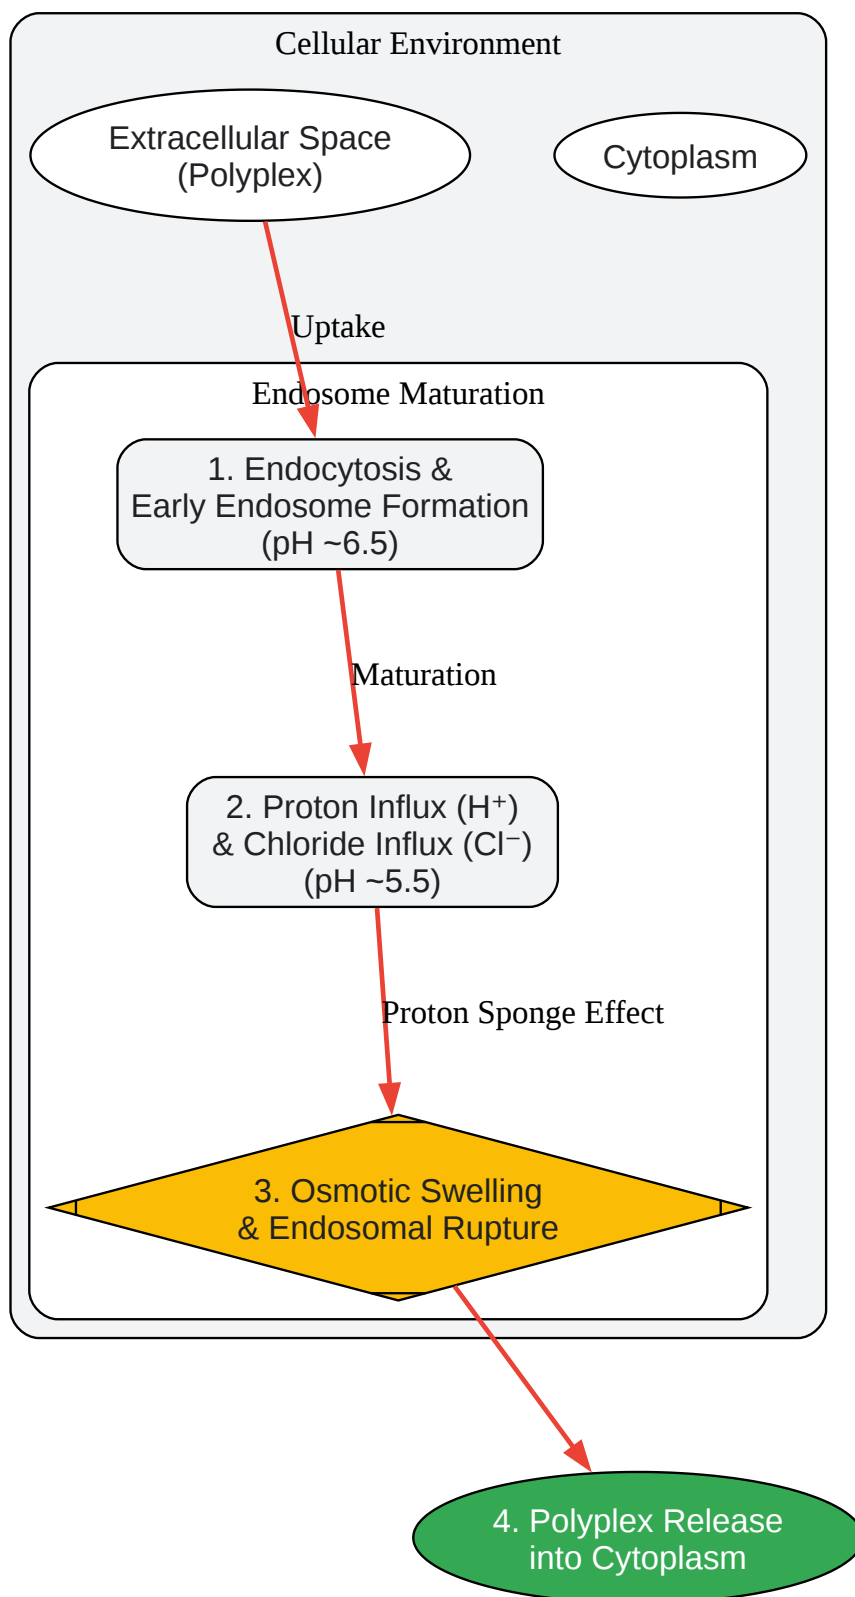 Cellular Environment
Extracellular Space
(Polyplex)
Cytoplasm
Uptake
Endosome Maturation
1. Endocytosis &
Early Endosome Formation
(pH ~6.5)
Maturation
2. Proton Influx (H⁺)
& Chloride Influx (Cl⁻)
(pH ~5.5)
Proton Sponge Effect
3. Osmotic Swelling
& Endosomal Rupture
4. Polyplex Release
into Cytoplasm